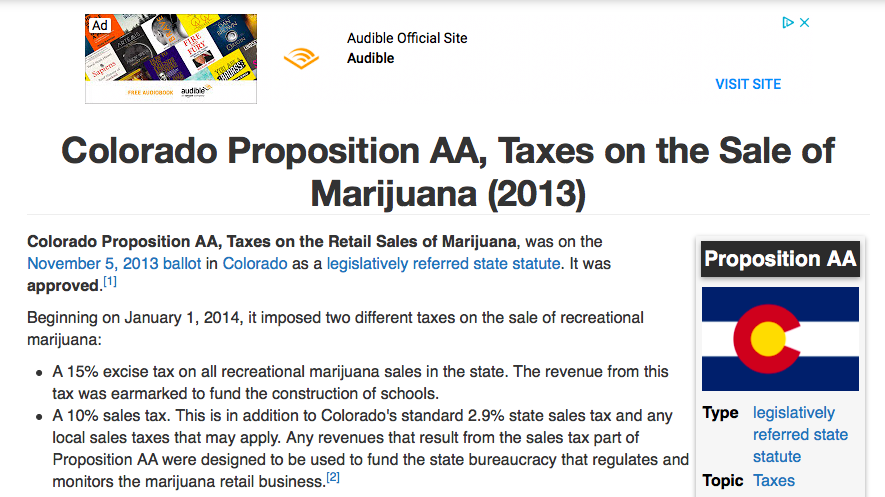 Ad
Sapiens
FIRE AND FURY
DAN BROWN
ORIGIN
FREE AUDIOBOOK audible
Audible Official Site
Audible
VISIT SITE
Colorado Proposition AA, Taxes on the Sale of
Marijuana (2013)
Colorado Proposition AA, Taxes on the Retail Sales of Marijuana, was on the
November 5, 2013 ballot in Colorado as a legislatively referred state statute. It was
approved.[1]
Beginning on January 1, 2014, it imposed two different taxes on the sale of recreational
marijuana:
• A 15% excise tax on all recreational marijuana sales in the state. The revenue from this
tax was earmarked to fund the construction of schools.
• A 10% sales tax. This is in addition to Colorado's standard 2.9% state sales tax and any
local sales taxes that may apply. Any revenues that result from the sales tax part of
Proposition AA were designed to be used to fund the state bureaucracy that regulates and
monitors the marijuana retail business.[2]
Proposition AA
Type legislatively
referred state
statute
Topic Taxes